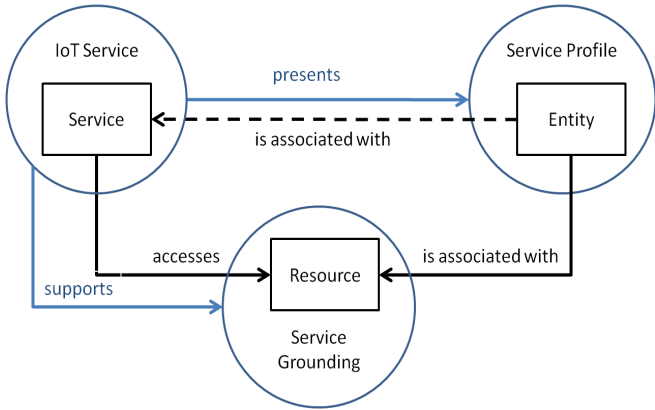 IoT Service
Service Profile
presents
Service
Entity
is associated with
accesses
is associated with
Resource
supports
Service
Grounding